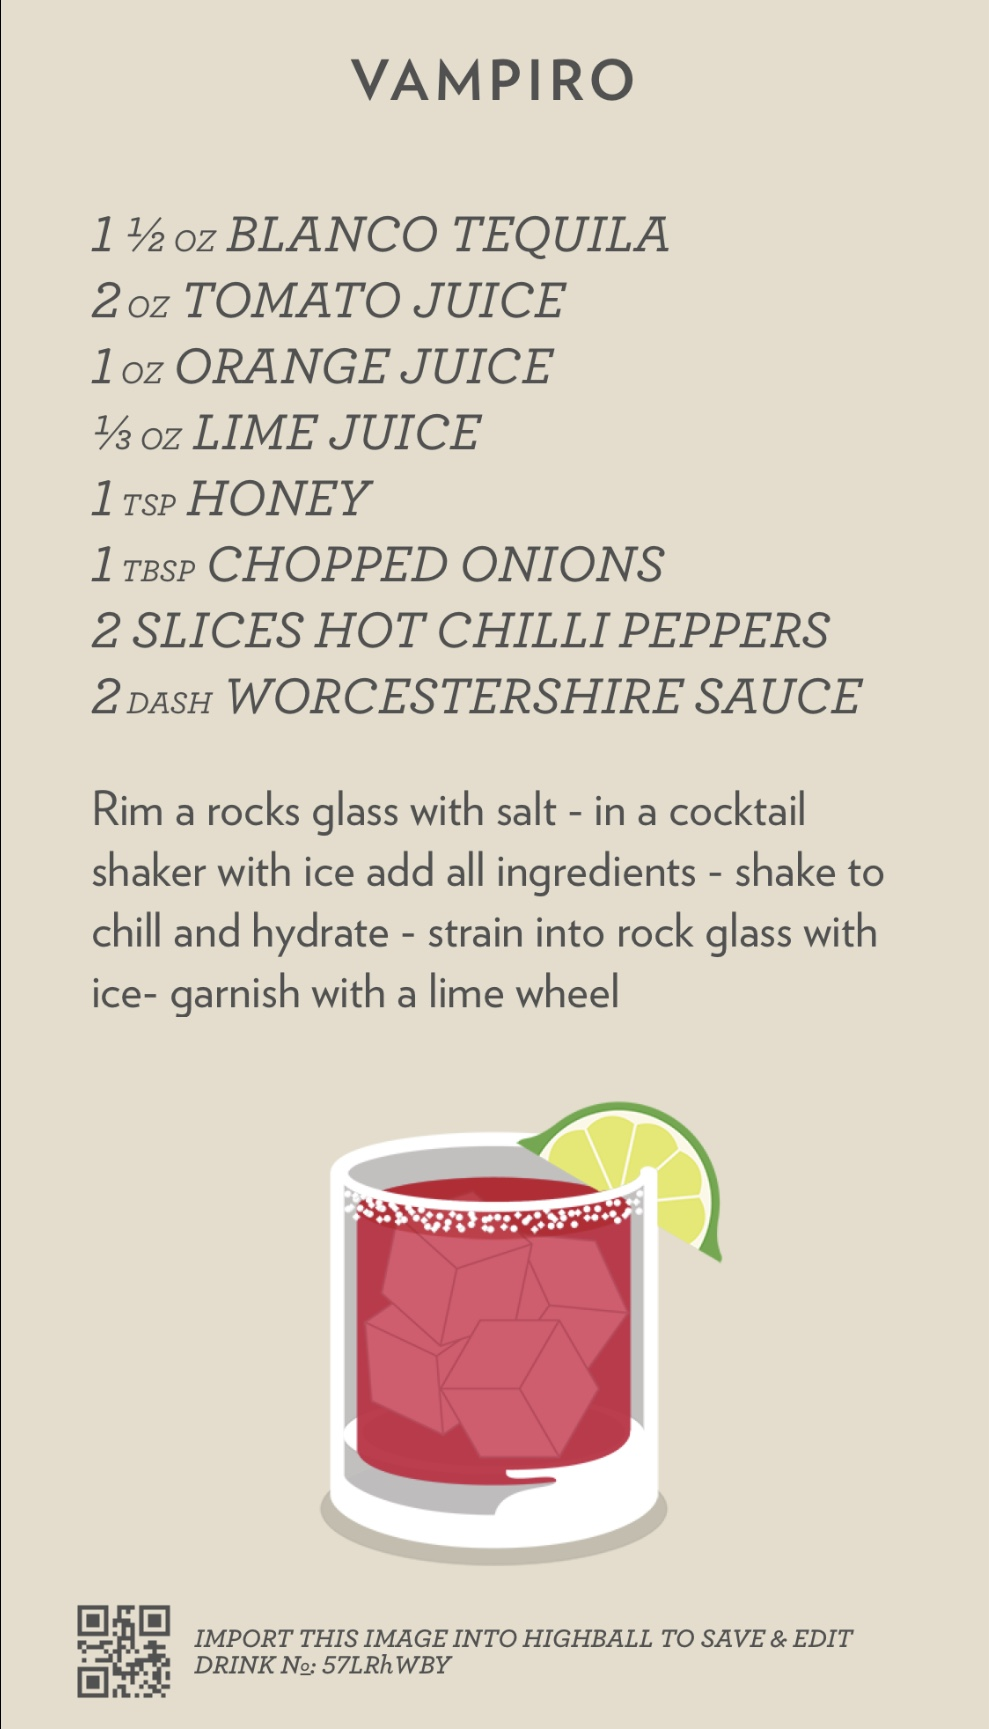 VAMPIRO
1 ½ OZ BLANCO TEQUILA
2 OZ TOMATO JUICE
1 OZ ORANGE JUICE
⅓ OZ LIME JUICE
1 TSP HONEY
1 TBSP CHOPPED ONIONS
2 SLICES HOT CHILLI PEPPERS
2 DASH WORCESTERSHIRE SAUCE
Rim a rocks glass with salt - in a cocktail
shaker with ice add all ingredients - shake to
chill and hydrate - strain into rock glass with
ice- garnish with a lime wheel
IMPORT THIS IMAGE INTO HIGHBALL TO SAVE & EDIT
DRINK №: 57LRhWBY